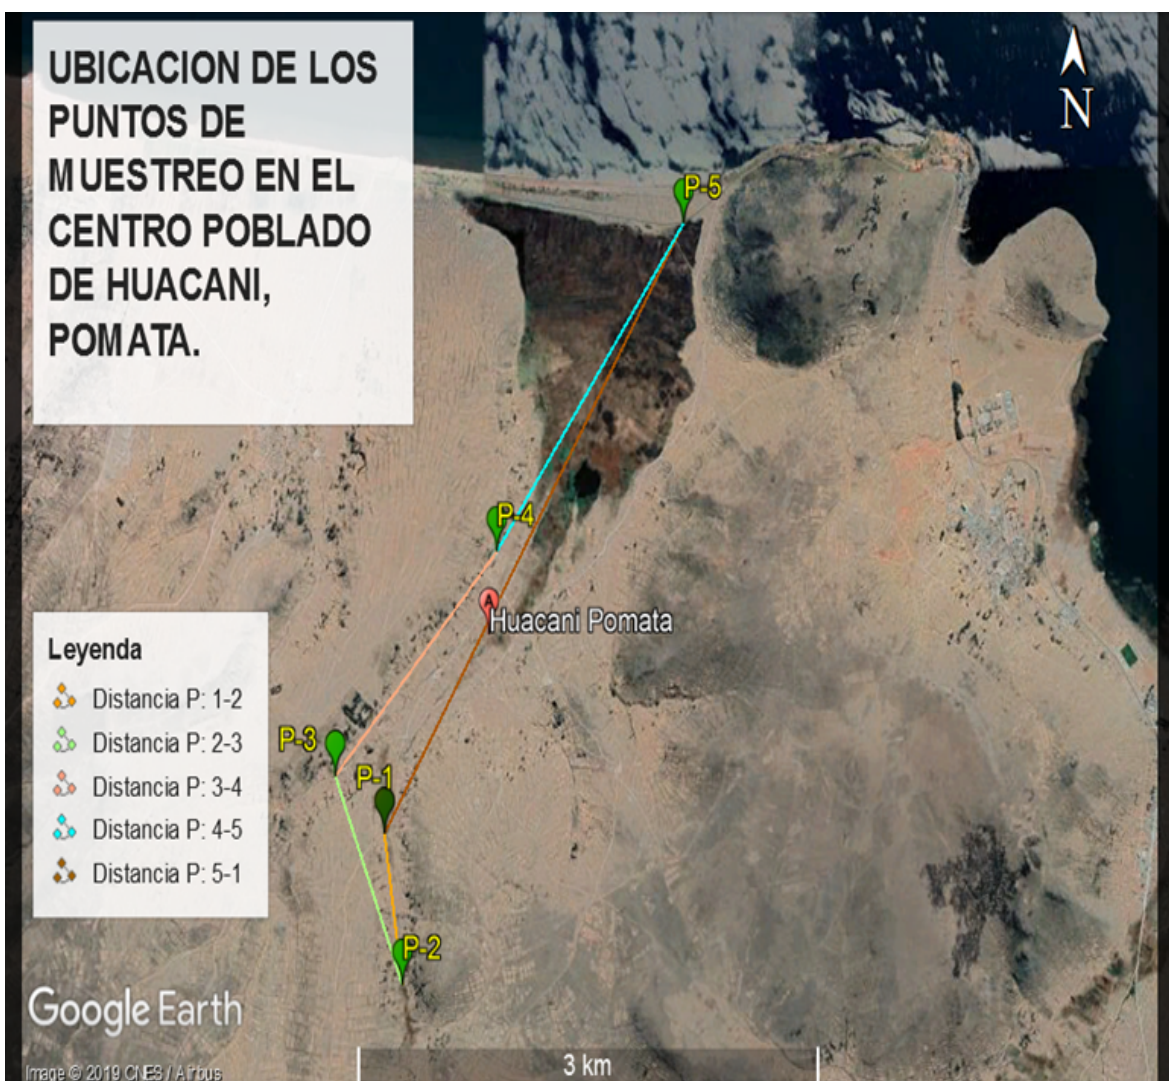 UBICACION DE LOS
PUNTOS DE
MUESTREO EN EL
CENTRO POBLADO
DE HUACANI,
POMATA.
N
P-5
P-4
A
Huacani Pomata
Leyenda
Distancia P: 1-2
Distancia P: 2-3
Distancia P: 3-4
Distancia P: 4-5
Distancia P: 5-1
P-3
P-1
P-2
Google Earth
3 km
Image © 2019 CNES / Airbus